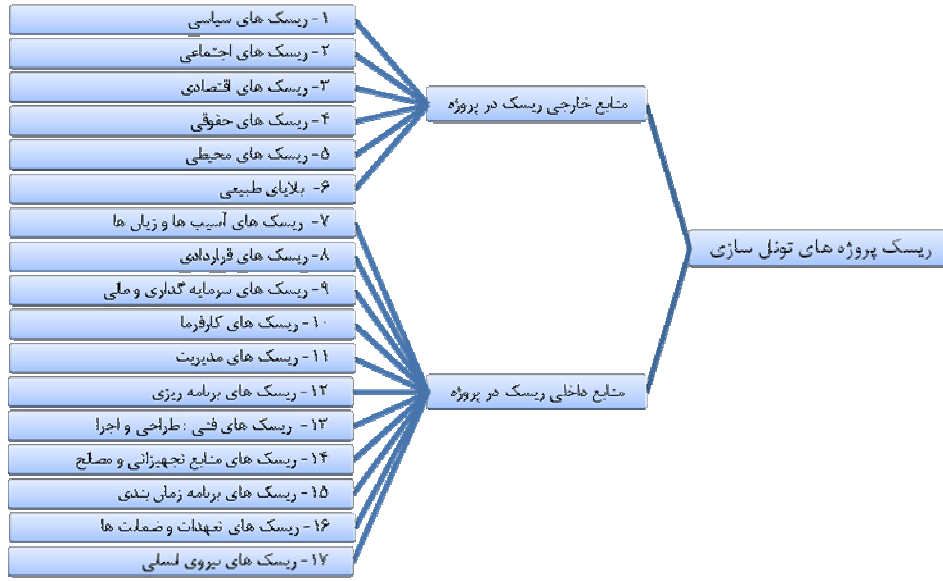 ریسک پروژه های تونل سازی
منابع خارجی ریسک در پروژه
۱- ریسک های سیاسی
۲- ریسک های اجتماعی
۳- ریسک های اقتصادی
۴- ریسک های حقوقی
۵- ریسک های محیطی
۶- بلایای طبیعی
منابع داخلی ریسک در پروژه
۷- ریسک های آسیب ها و زیان ها
۸- ریسک های قراردادی
۹- ریسک های سرمایه گذاری و مالی
۱۰- ریسک های کارفرما
۱۱- ریسک های مدیریت
۱۲- ریسک های برنامه ریزی
۱۳- ریسک های فنی : طراحی و اجرا
۱۴- ریسک های منابع تجهیزاتی و مصالح
۱۵- ریسک های برنامه زمان بندی
۱۶- ریسک های تعهدات و ضمانت ها
۱۷- ریسک های نیروی انسانی